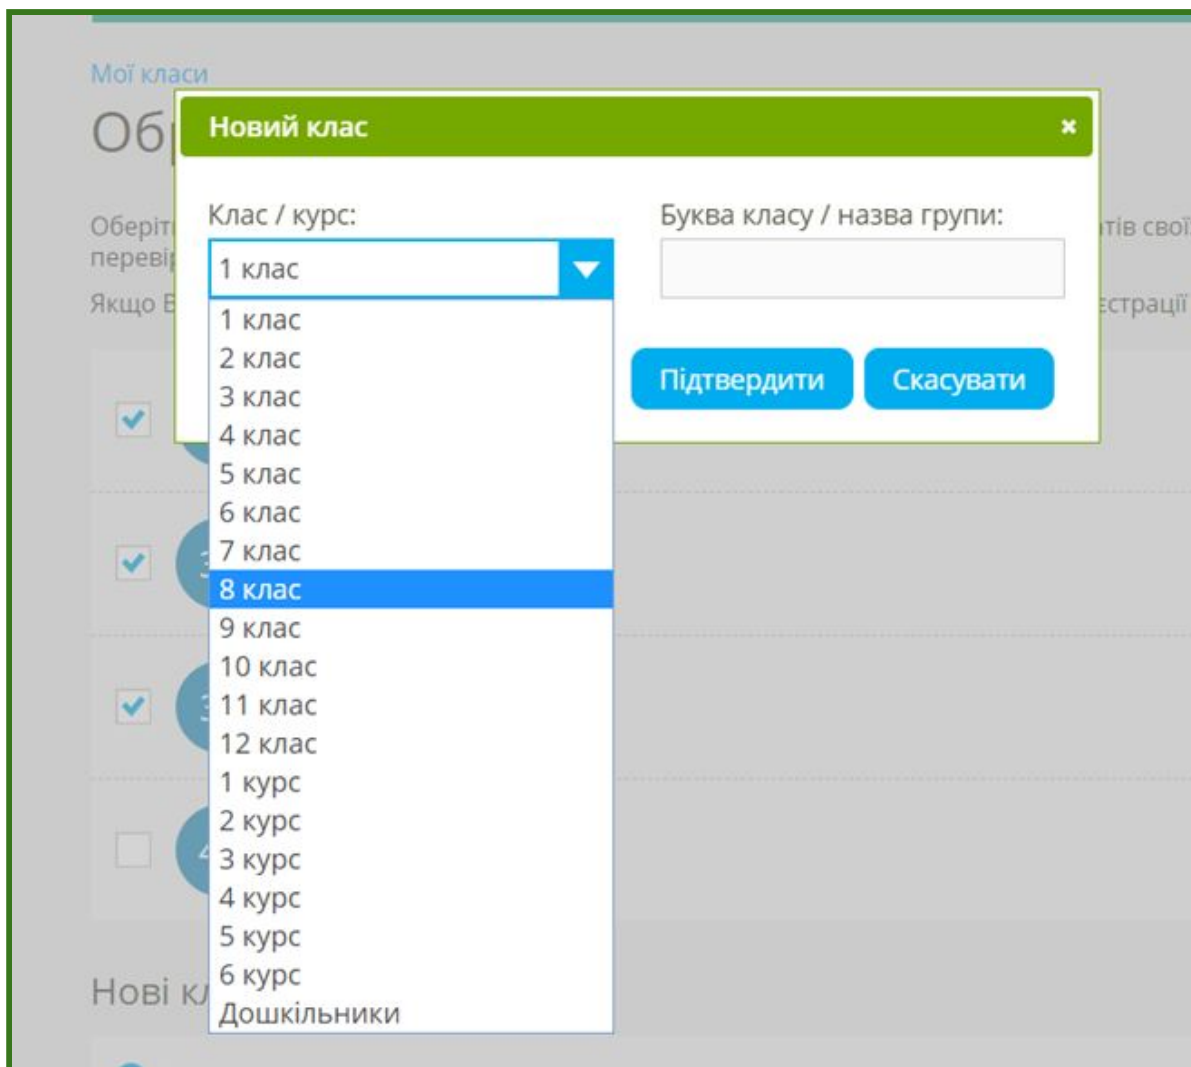 Мої класи
Новий клас
Клас / курс:
Буква класу / назва групи:
1 клас
1 клас
2 клас
3 клас
4 клас
5 клас
6 клас
7 клас
8 клас
9 клас
10 клас
11 клас
12 клас
1 курс
2 курс
3 курс
4 курс
5 курс
6 курс
Дошкільники
Підтвердити
Скасувати
Якщо
Нові